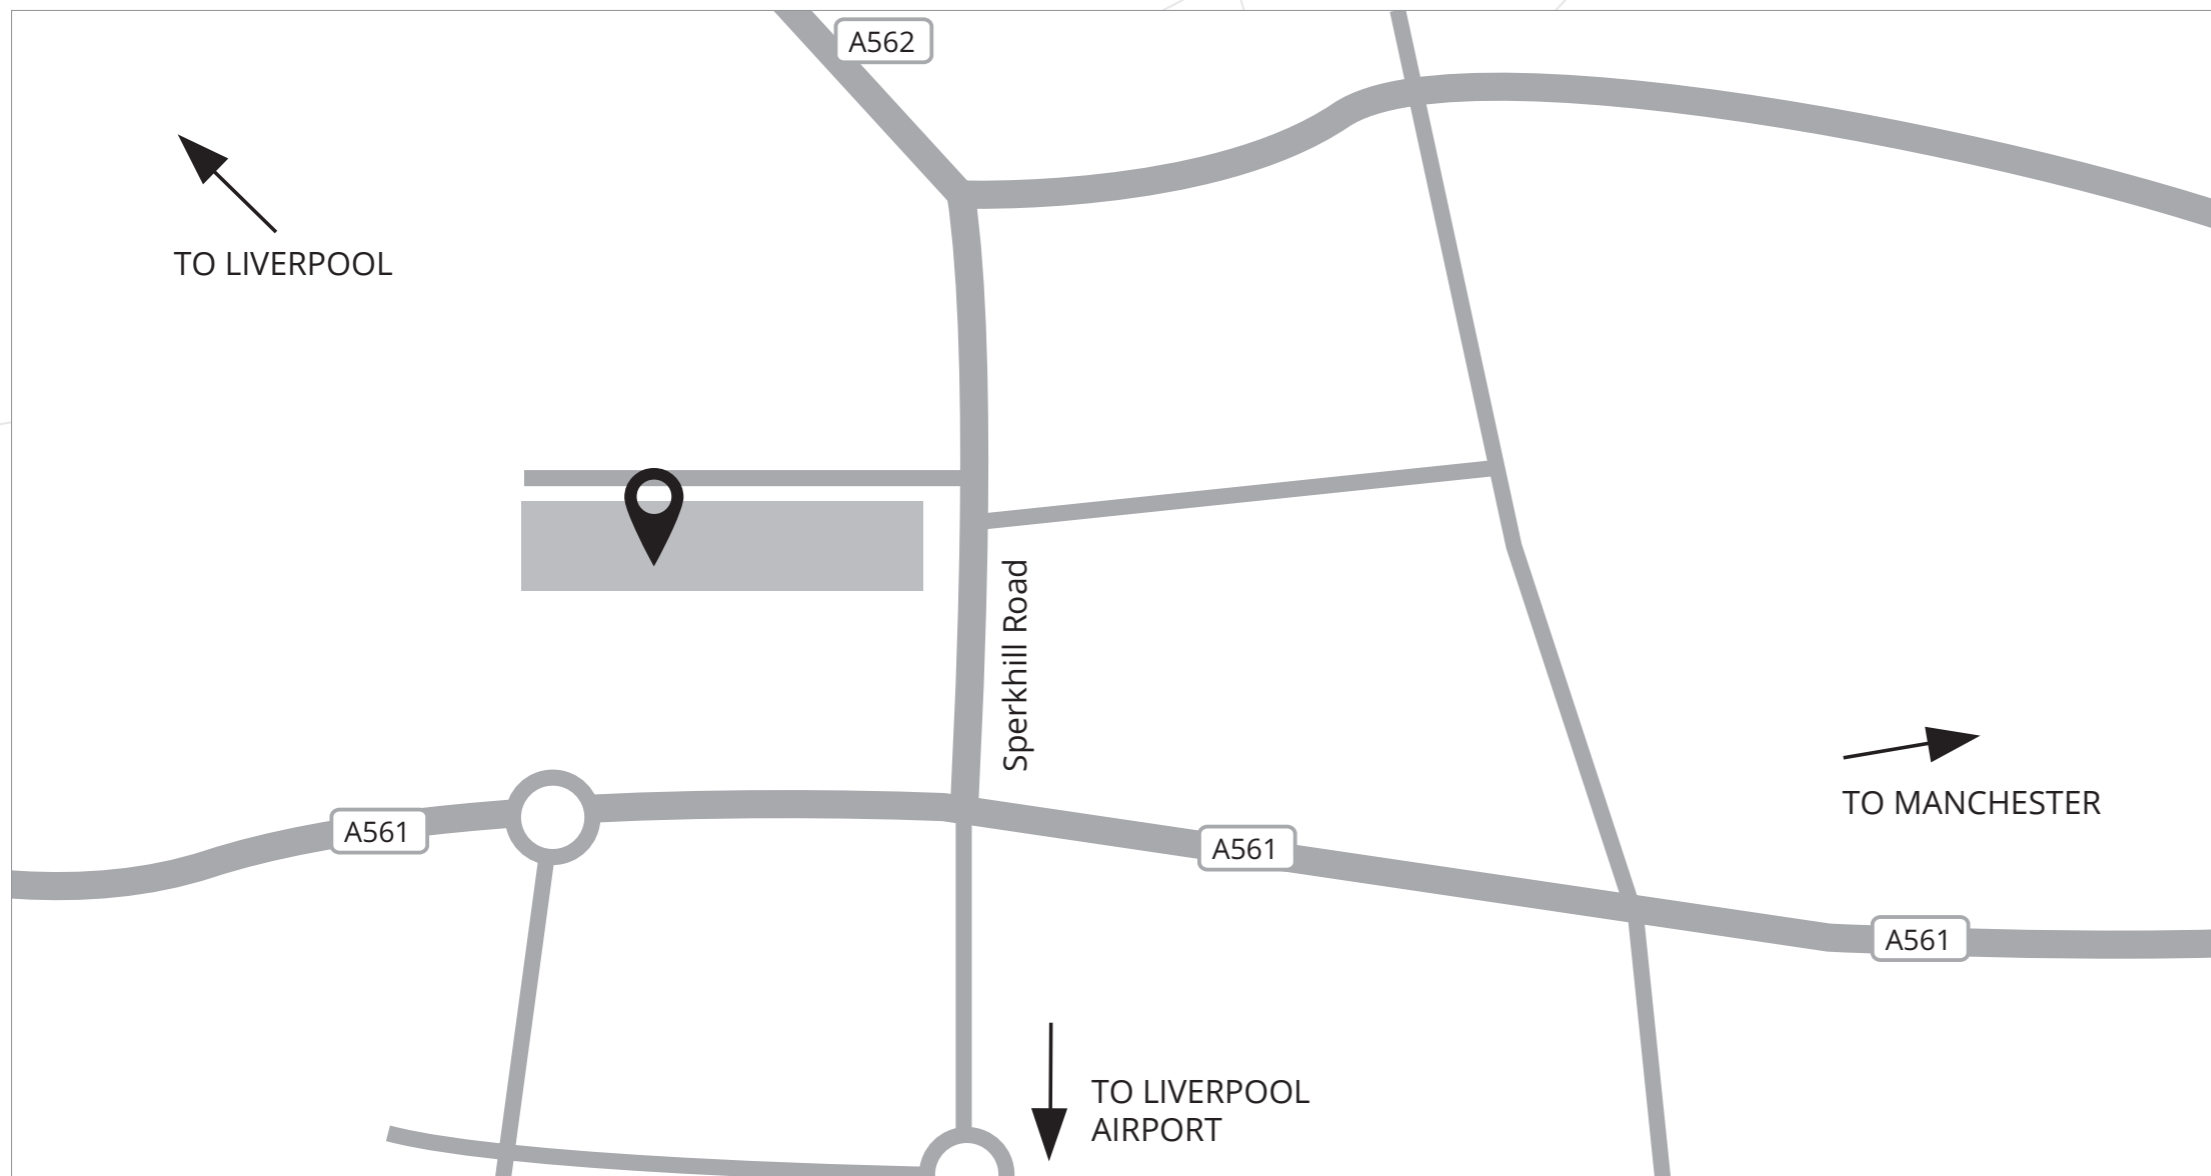 A562
TO LIVERPOOL
Sperkhill Road
TO MANCHESTER
A561
A561
A561
TO LIVERPOOL
AIRPORT